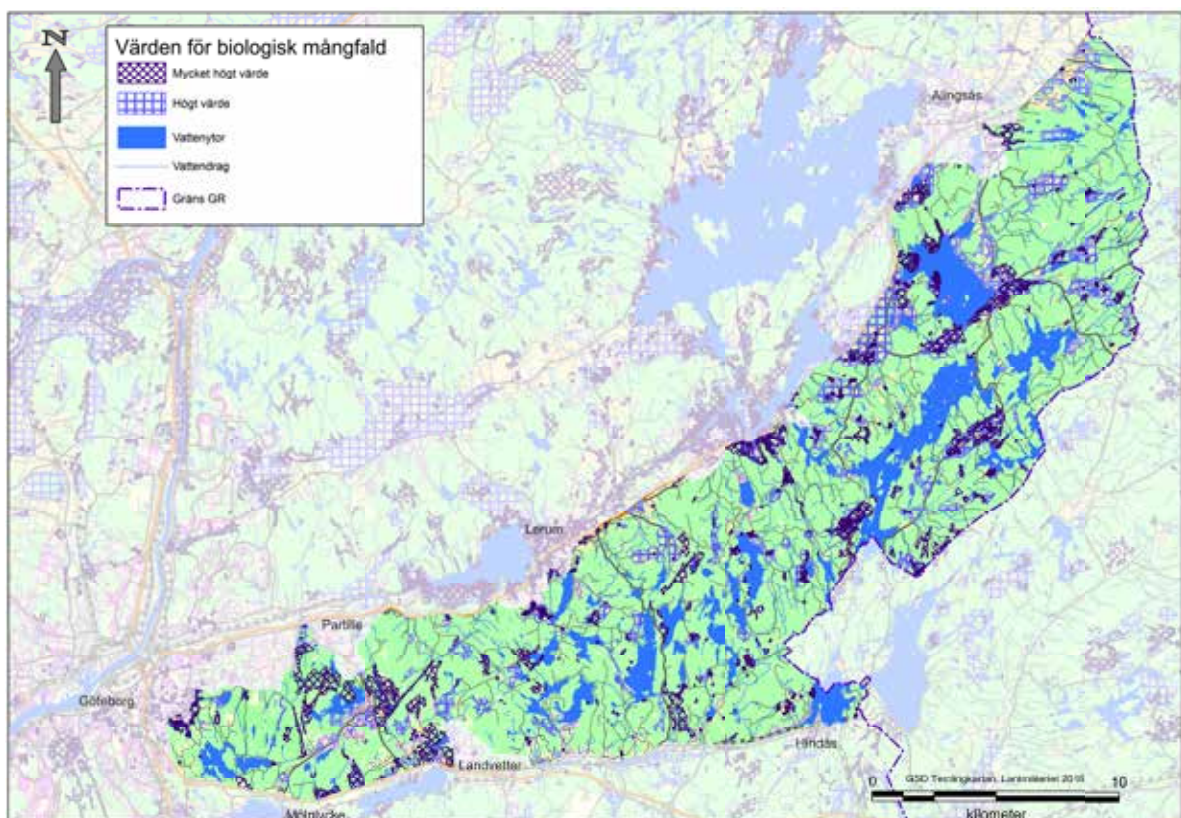 N
Värden för biologisk mångfald
Mycket högt värde
Högt värde
Vattenytor
Vattendrag
Gräns GR
Alingsås
Lerum
Partille
Göteborg
Landvetter
Hindås
Mölnlycke
0
10
GSD Terrängkartan, Lantmäteriet
kilometer